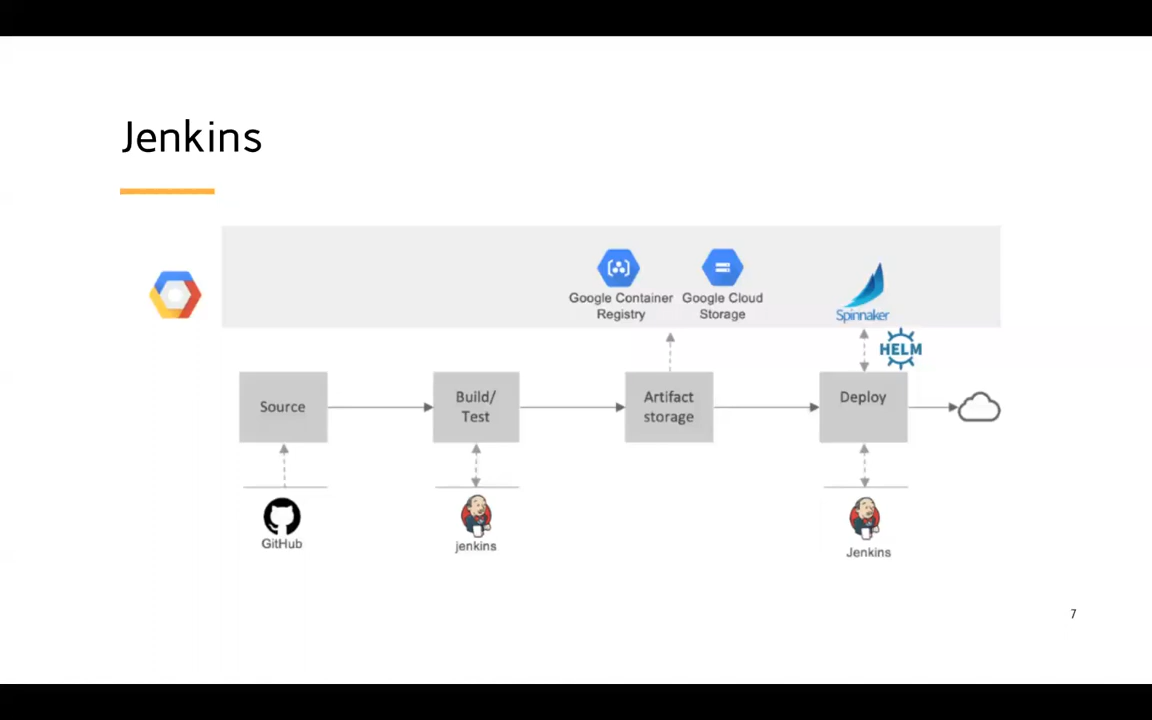 Jenkins
Google Container
Registry
Google Cloud
Storage
Spinnaker
HELM
Source
Build/
Test
Artifact
storage
Deploy
GitHub
jenkins
Jenkins
7